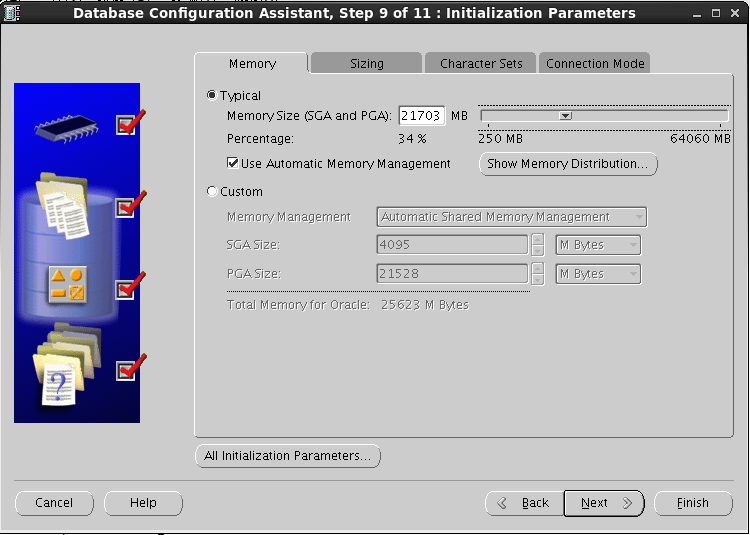 Database Configuration Assistant, Step 9 of 11 : Initialization Parameters
Memory Sizing Character Sets Connection Mode
Typical
Memory Size (SGA and PGA): 21703 MB
Percentage: 34 % 250 MB 64060 MB
Use Automatic Memory Management Show Memory Distribution...
Custom
Memory Management Automatic Shared Memory Management
SGA Size: 4095 M Bytes
PGA Size: 21528 M Bytes
Total Memory for Oracle: 25623 M Bytes
?
All Initialization Parameters...
Cancel Help Back Next Finish